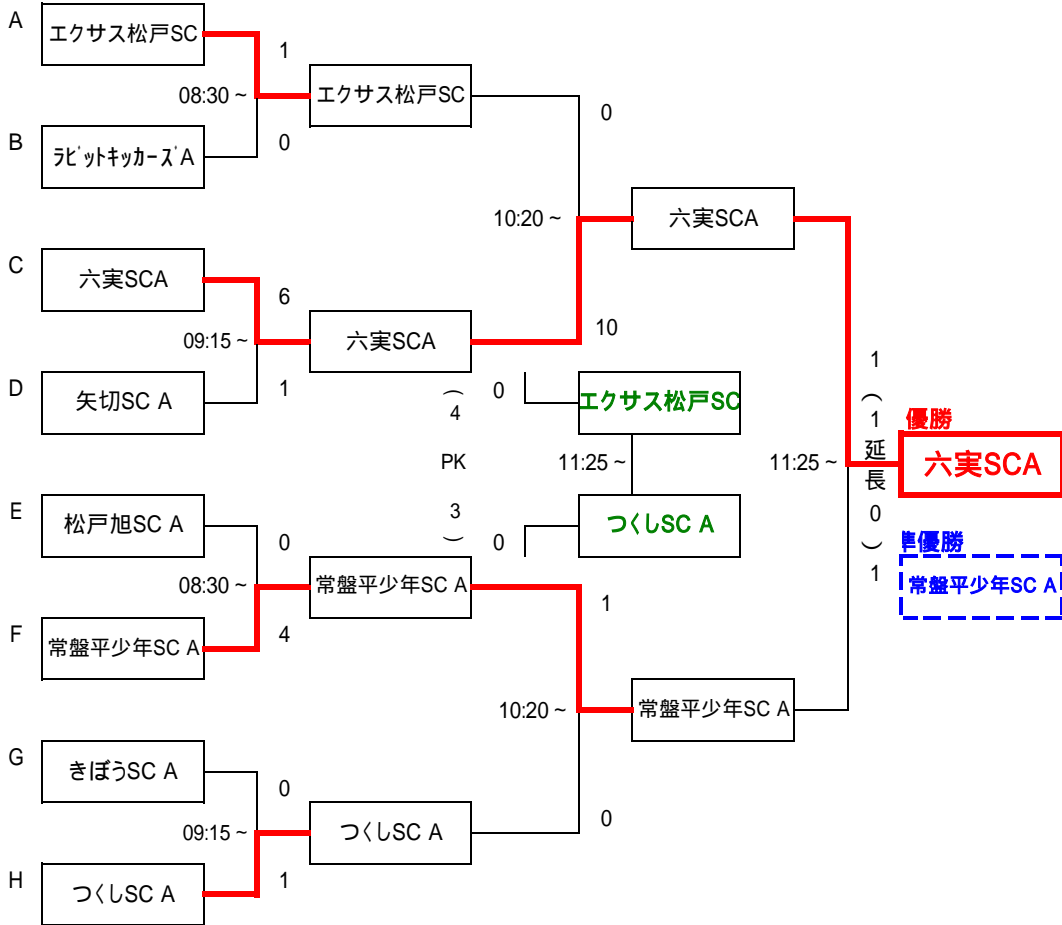 A
エクサス松戸SC
1
08:30 ~
エクサス松戸SC
0
B
ラビットキッカーズA
0
10:20 ~
六実SCA
C
六実SCA
6
09:15 ~
六実SCA
10
D
矢切SC A
1
(4 PK 3)
0
エクサス松戸SC
11:25 ~
つくしSC A
0
1(1延長0)1
11:25 ~
優勝
六実SCA
準優勝
常盤平少年SC A
E
松戸旭SC A
0
08:30 ~
常盤平少年SC A
1
F
常盤平少年SC A
4
10:20 ~
常盤平少年SC A
G
きぼうSC A
0
09:15 ~
つくしSC A
0
H
つくしSC A
1